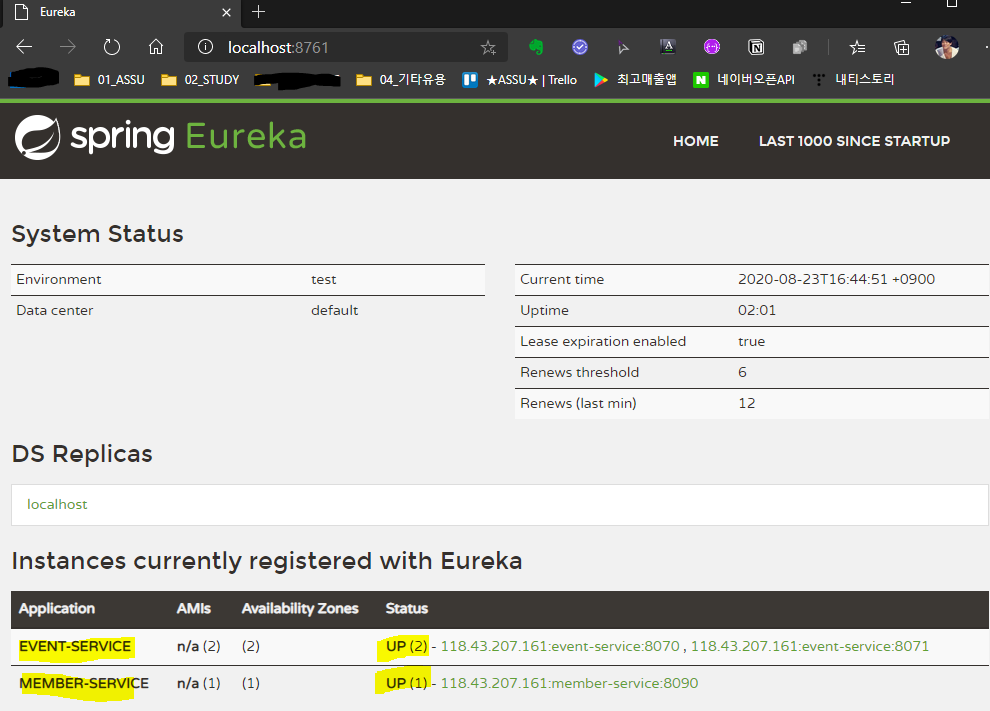 Eureka
localhost:8761
01_ASSU 02_STUDY 04_기타유용 ★ASSU★ | Trello 최고매출앱 네이버오픈API 내티스토리
spring Eureka HOME LAST 1000 SINCE STARTUP
System Status
Environment test
Data center default
Current time 2020-08-23T16:44:51 +0900
Uptime 02:01
Lease expiration enabled true
Renews threshold 6
Renews (last min) 12
DS Replicas
localhost
Instances currently registered with Eureka
Application AMIs Availability Zones Status
EVENT-SERVICE n/a (2) (2) UP (2) - 118.43.207.161:event-service:8070 , 118.43.207.161:event-service:8071
MEMBER-SERVICE n/a (1) (1) UP (1) - 118.43.207.161:member-service:8090